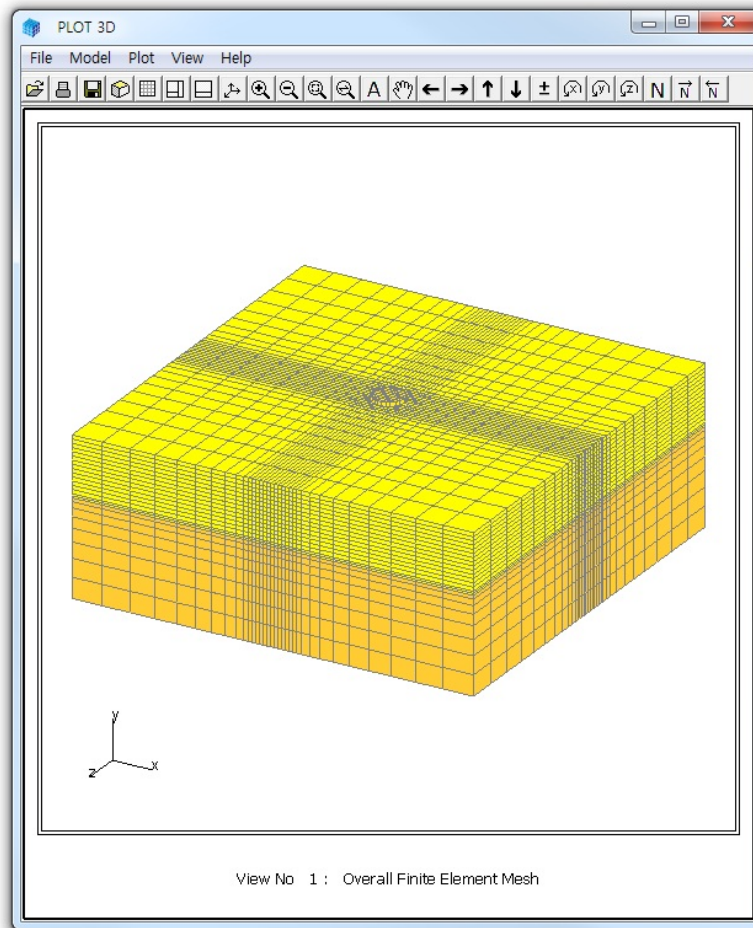 PLOT 3D
File Model Plot View Help
A ± x y z N N N
y
x
z
View No 1 : Overall Finite Element Mesh